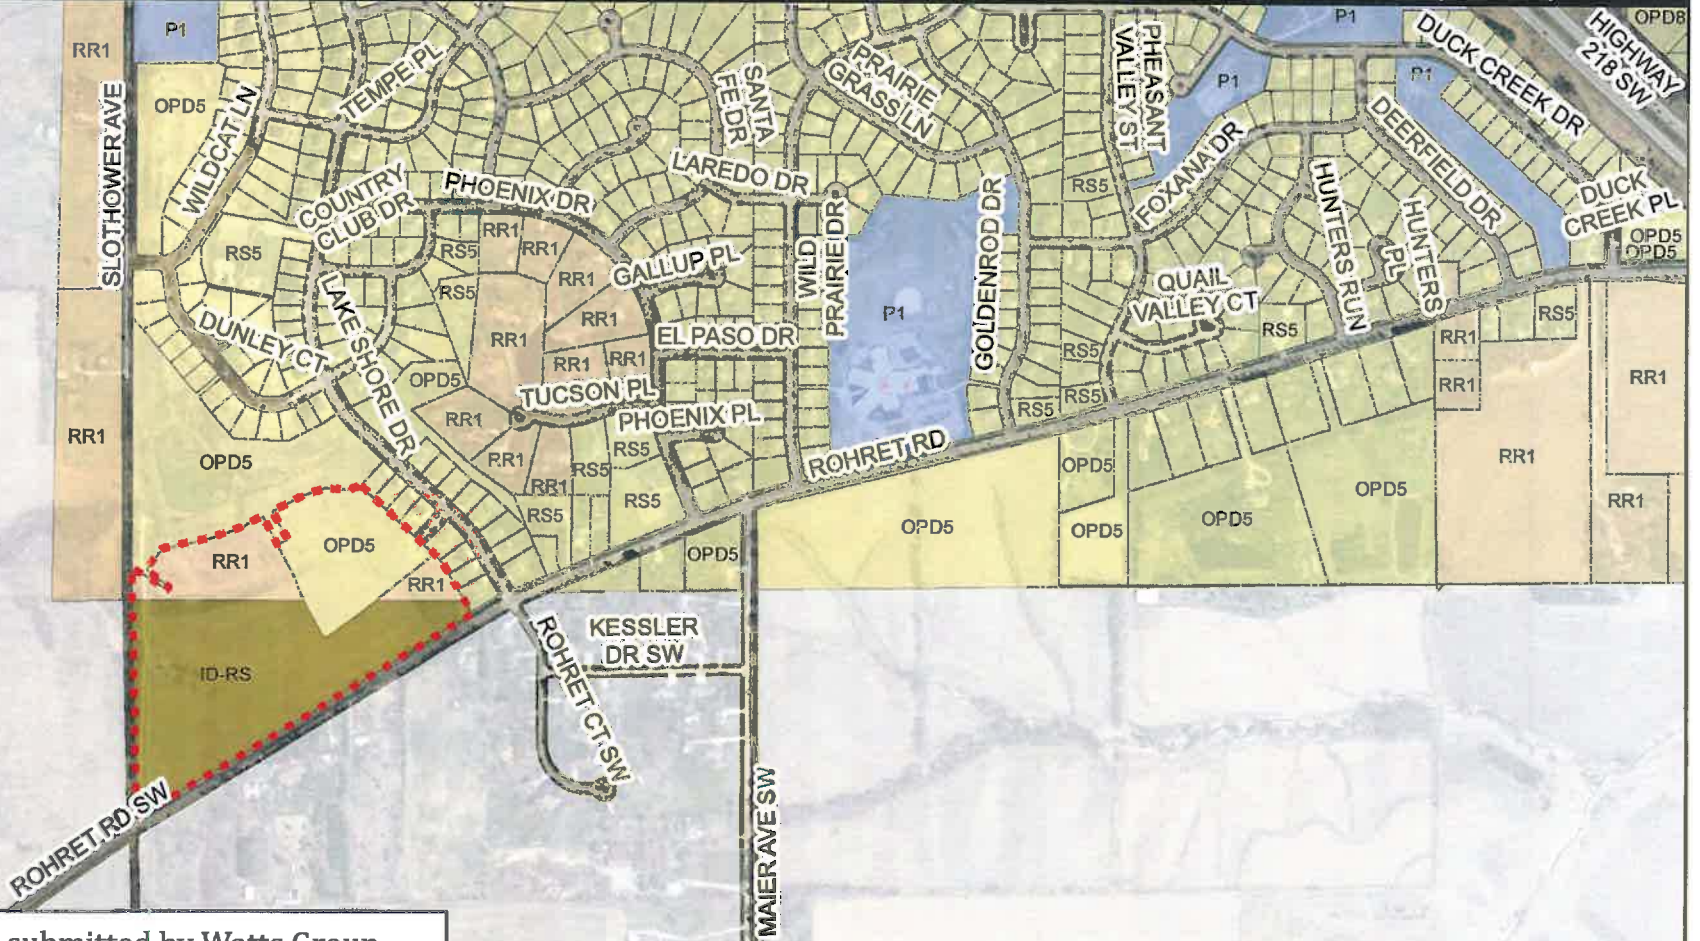 P1
RR1
P1
OPD8
HIGHWAY
218 SW
DUCK CREEK DR
P1
P1
PHEASANT
VALLEY ST
PRAIRIE
GRASS LN
SANTA
FE DR
TEMPE PL
OPD5
WILDCAT LN
SLOTHOWER AVE
DEERFIELD DR
FOXANA DR
LAREDO DR
PHOENIX DR
COUNTRY
CLUB DR
RS5
DUCK
CREEK PL
HUNTERS RUN
HUNTERS
PL
GOLDENROD DR
WILD
PRAIRIE DR
RR1
RR1
RS5
RS5
OPD5
OPD5
GALLUP PL
RR1
RS5
QUAIL
VALLEY CT
P1
RR1
RR1
EL PASO DR
RS5
RS5
RR1
LAKE SHORE DR
DUNLEY CT
RS5
RR1
RR1
OPD5
RR1
RR1
TUCSON PL
RS5
RS5
PHOENIX PL
RR1
RR1
RS5
ROHRET RD
RR1
RS5
OPD5
RR1
OPD5
RR1
RS5
RS5
OPD5
RR1
OPD5
OPD5
OPD5
OPD5
OPD5
RR1
RR1
ID-RS
KESSLER
DR SW
ROHRET CT SW
MAIER AVE SW
ROHRET RD SW
submitted by Watts Group